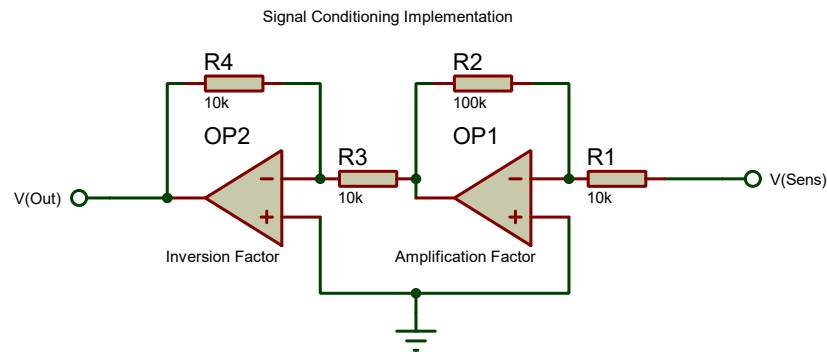 Signal Conditioning Implementation
R4
R2
10k
100k
OP2
OP1
R3
R1
−
−
V(Out)
V(Sens)
10k
10k
+
+
Inversion Factor
Amplification Factor